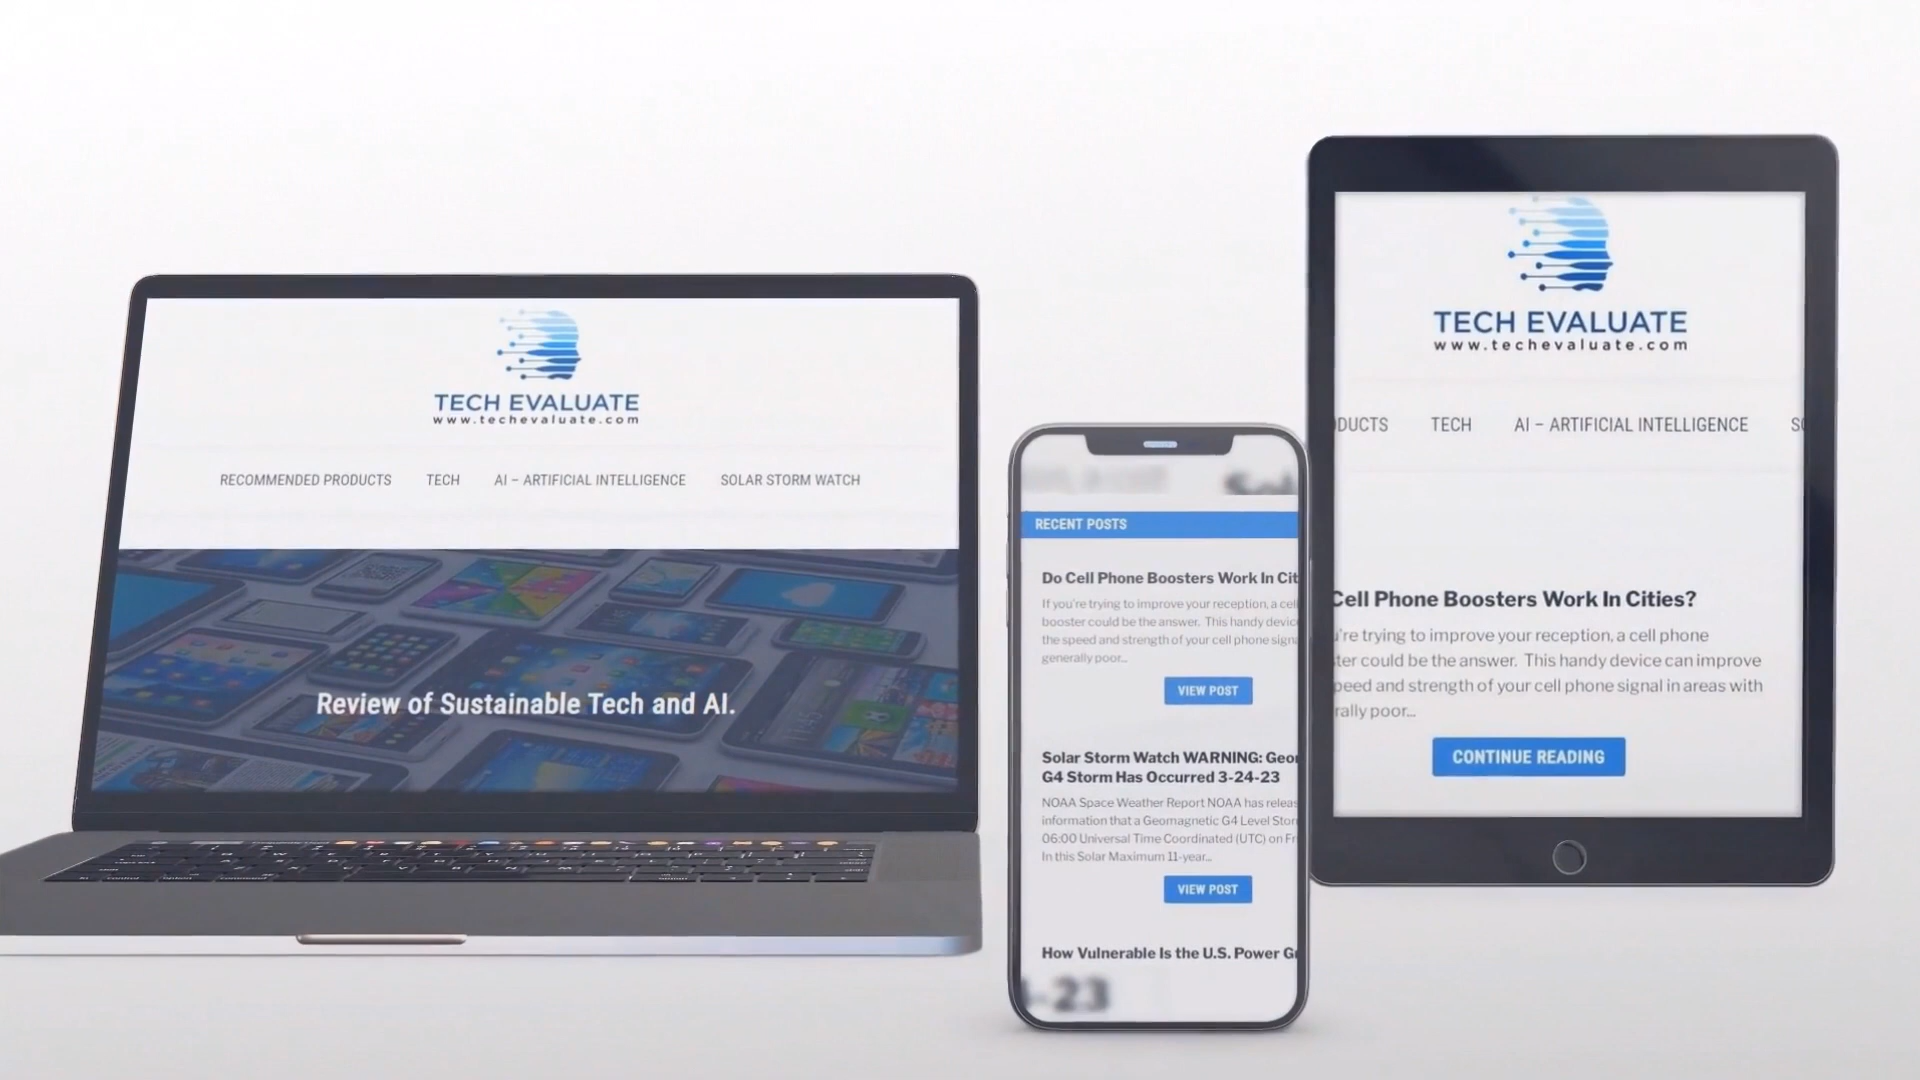 TECH EVALUATE
www.techevaluate.com
RECOMMENDED PRODUCTS TECH AI – ARTIFICIAL INTELLIGENCE SOLAR STORM WATCH
Review of Sustainable Tech and AI.
RECENT POSTS
Do Cell Phone Boosters Work In Cit
If you're trying to improve your reception, a cell
booster could be the answer. This handy device
the speed and strength of your cell phone signa
generally poor...
VIEW POST
Solar Storm Watch WARNING: Geor
G4 Storm Has Occurred 3-24-23
NOAA Space Weather Report NOAA has releas
information that a Geomagnetic G4 Level Stor
06:00 Universal Time Coordinated (UTC) on Fr
In this Solar Maximum 11-year...
VIEW POST
How Vulnerable Is the U.S. Power Gr
-23
TECH EVALUATE
www.techevaluate.com
DUCTS TECH AI – ARTIFICIAL INTELLIGENCE SO
Cell Phone Boosters Work In Cities?
u're trying to improve your reception, a cell phone
ster could be the answer. This handy device can improve
peed and strength of your cell phone signal in areas with
rally poor...
CONTINUE READING